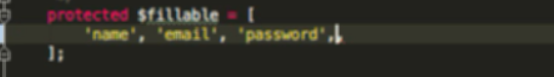 protected $fillable = [
'name', 'email', 'password',
];